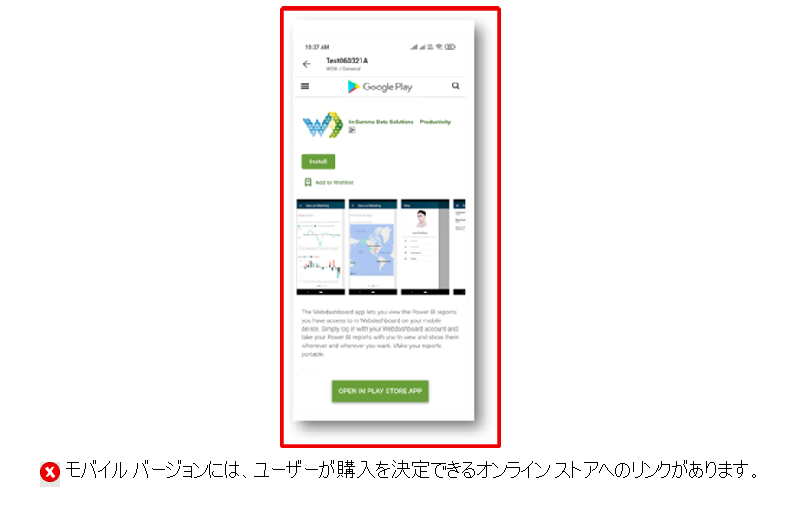 10:37 AM
Test060321A
WDB / General
Google Play
In Summa Data Solutions Productivity
Install
Add to Wishlist
The Webdashboard app lets you view the Power BI reports
you have access to in Webdashboard on your mobile
device. Simply log in with your Webdashboard account and
take your Power BI reports with you to view and show them
whenever and wherever you want. Make your reports
portable.
OPEN IN PLAY STORE APP
モバイル バージョンには、ユーザーが購入を決定できるオンライン ストアへのリンクがあります。